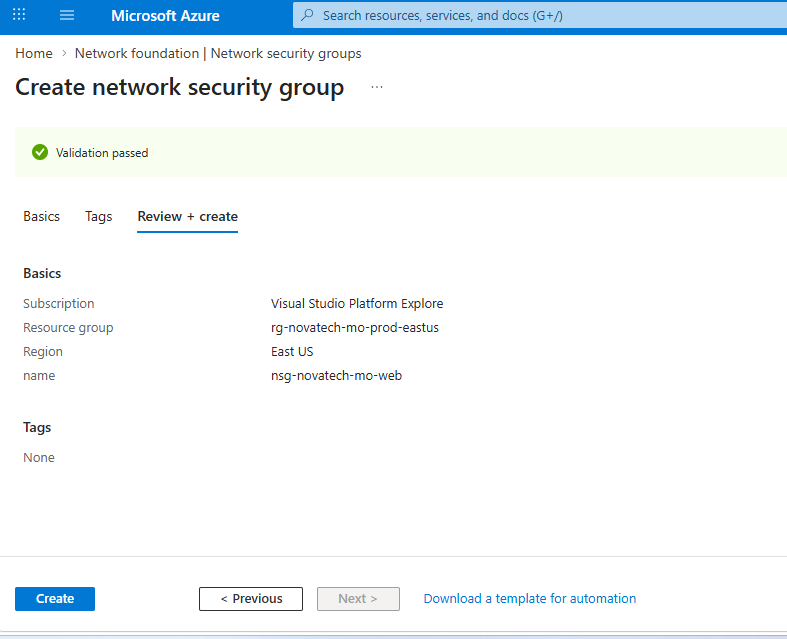 Microsoft Azure
Search resources, services, and docs (G+/)
Home > Network foundation | Network security groups
Create network security group ...
Validation passed
Basics Tags Review + create
Basics
Subscription Visual Studio Platform Explore
Resource group rg-novatech-mo-prod-eastus
Region East US
name nsg-novatech-mo-web
Tags
None
Create < Previous Next > Download a template for automation